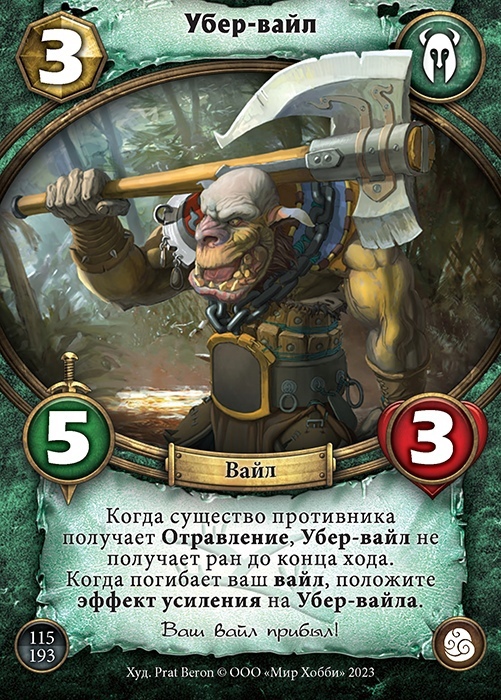 Убер-вайл
3
5
3
Вайл
Когда существо противника
получает Отравление, Убер-вайл не
получает ран до конца хода.
Когда погибает ваш вайл, положите
эффект усиления на Убер-вайла.
Ваш вайл прибыл!
115
193
Худ. Prat Beron © ООО «Мир Хобби» 2023